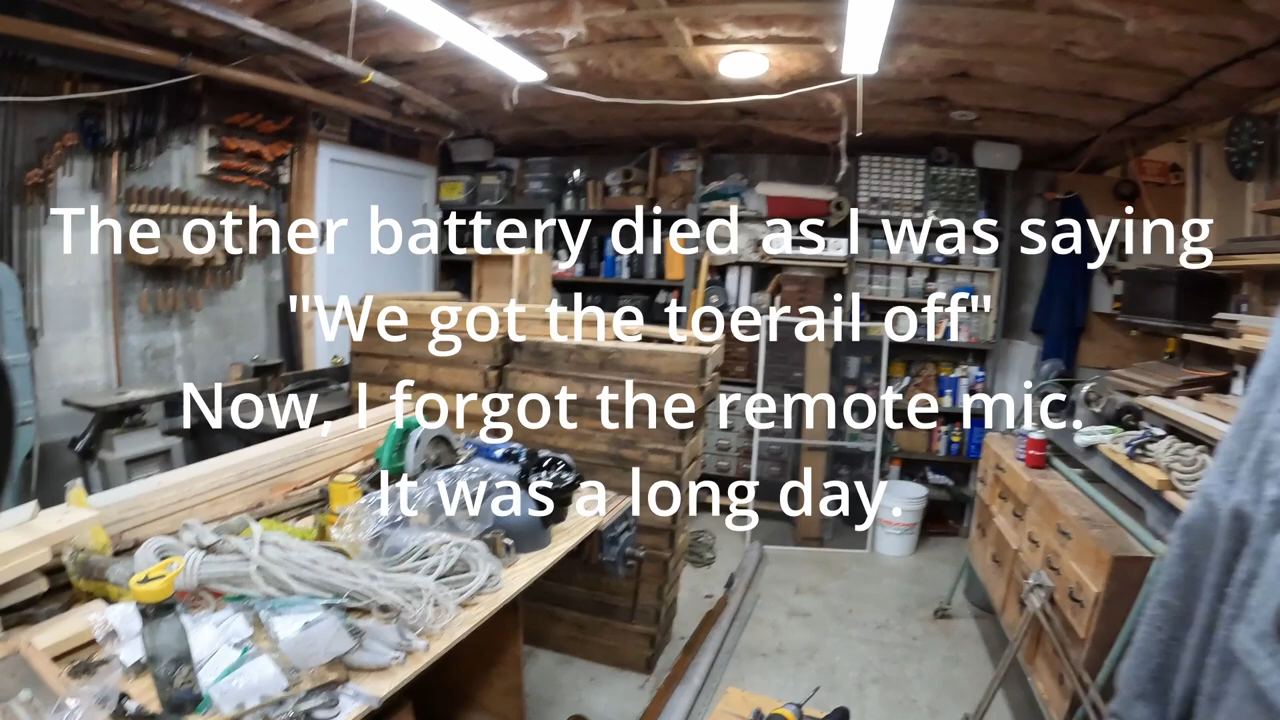 The other battery died as I was saying
"We got the toerail off"
Now, I forgot the remote mic.
It was a long day.